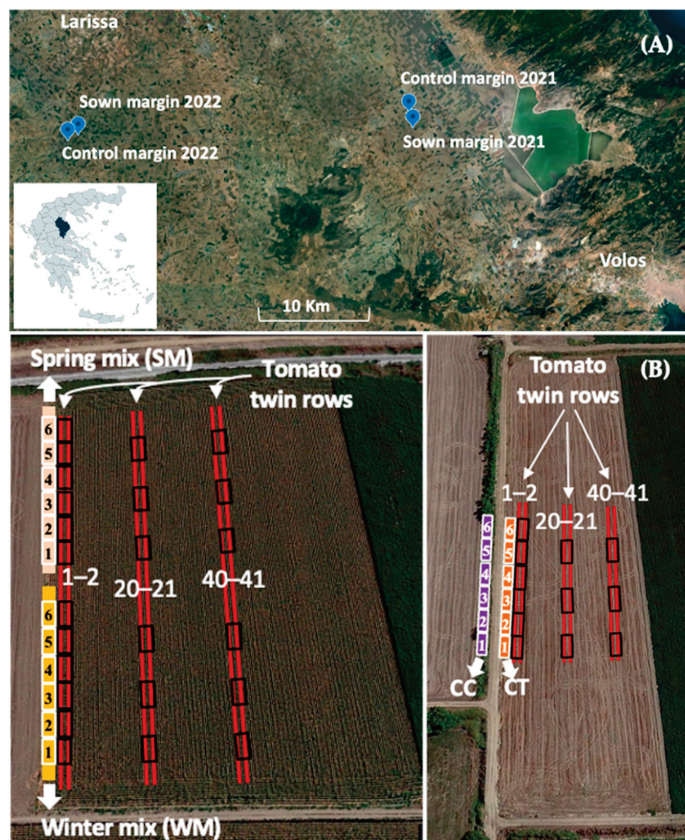 Larissa
(A)
Control margin 2021
Sown margin 2022
Sown margin 2021
Control margin 2022
Volos
10 Km
Spring mix (SM)
Tomato
twin rows
6
5
4
3
2
1
1–2
20–21
40–41
6
5
4
3
2
1
Winter mix (WM)
(B)
Tomato
twin rows
1–2
40–41
20–21
6
5
4
3
2
1
6
5
4
3
2
1
CC
CT